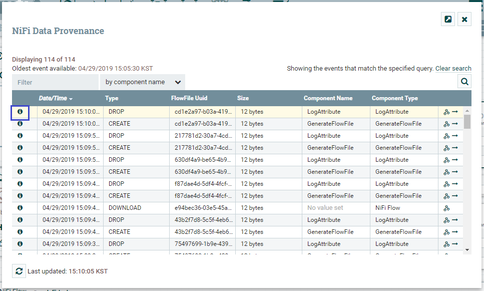 NiFi Data Provenance
Displaying 114 of 114
Oldest event available: 04/29/2019 15:05:30 KST
Showing the events that match the specified query. Clear search
Filter by component name
Date/Time Type FlowFile Uuid Size Component Name Component Type
04/29/2019 15:10:0... DROP cd1e2a97-b03a-419... 12 bytes LogAttribute LogAttribute
04/29/2019 15:10:0... CREATE cd1e2a97-b03a-419... 12 bytes GenerateFlowFile GenerateFlowFile
04/29/2019 15:09:5... DROP 217781d2-30a7-4cd... 12 bytes LogAttribute LogAttribute
04/29/2019 15:09:5... CREATE 217781d2-30a7-4cd... 12 bytes GenerateFlowFile GenerateFlowFile
04/29/2019 15:09:5... DROP 630df4a9-be65-4b9... 12 bytes LogAttribute LogAttribute
04/29/2019 15:09:5... CREATE 630df4a9-be65-4b9... 12 bytes GenerateFlowFile GenerateFlowFile
04/29/2019 15:09:4... DROP f87dae4d-5df4-4fcf-... 12 bytes LogAttribute LogAttribute
04/29/2019 15:09:4... CREATE f87dae4d-5df4-4fcf-... 12 bytes GenerateFlowFile GenerateFlowFile
04/29/2019 15:09:4... DOWNLOAD e94bec36-03e5-45a... 12 bytes No value set NiFi Flow
04/29/2019 15:09:4... DROP 43b2f7d8-5c5f-4eb6... 12 bytes LogAttribute LogAttribute
04/29/2019 15:09:4... CREATE 43b2f7d8-5c5f-4eb6... 12 bytes GenerateFlowFile GenerateFlowFile
04/29/2019 15:09:3... DROP 75497699-1b9e-439... 12 bytes LogAttribute LogAttribute
Last updated: 15:10:05 KST